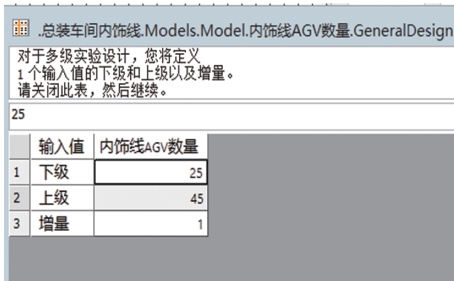 .总装车间内饰线.Models.Model.内饰线AGV数量.GeneralDesign
对于多级实验设计，您将定义
1 个输入值的下级和上级以及增量。
请关闭此表，然后继续。
25
输入值 内饰线AGV数量
1 下级 25
2 上级 45
3 增量 1